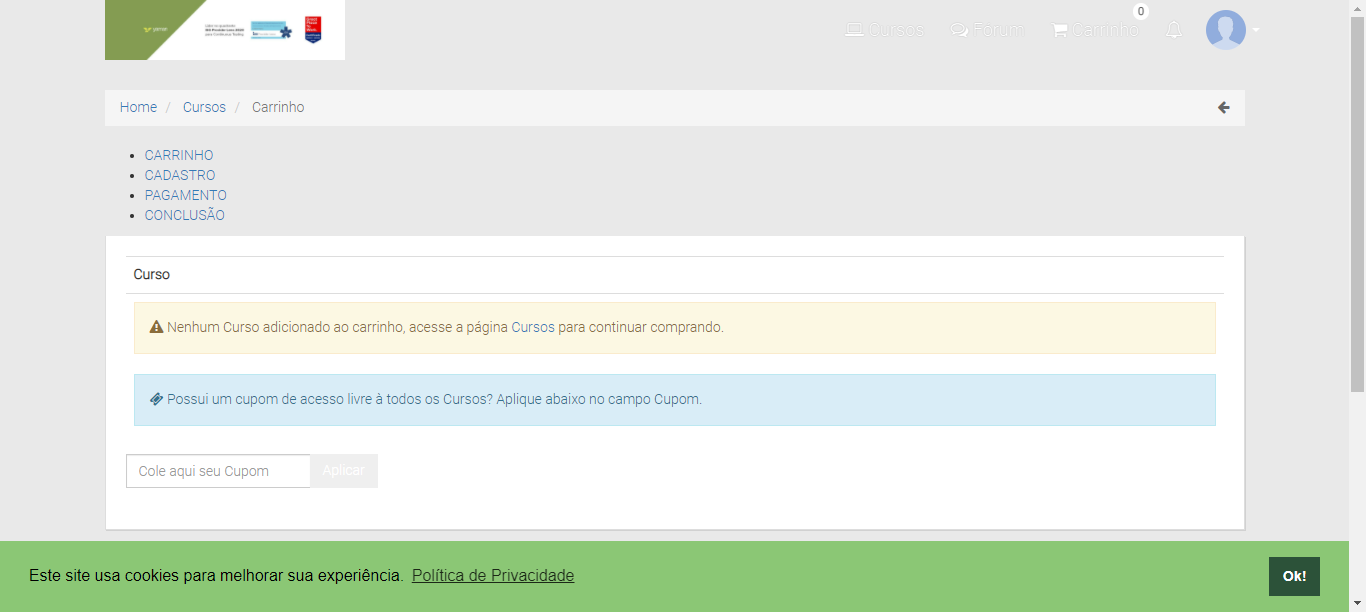 Cursos
Fórum
Carrinho
0
Home / Cursos / Carrinho
CARRINHO
CADASTRO
PAGAMENTO
CONCLUSÃO
Curso
Nenhum Curso adicionado ao carrinho, acesse a página Cursos para continuar comprando.
Possui um cupom de acesso livre à todos os Cursos? Aplique abaixo no campo Cupom.
Cole aqui seu Cupom
Aplicar
Este site usa cookies para melhorar sua experiência. Política de Privacidade
Ok!